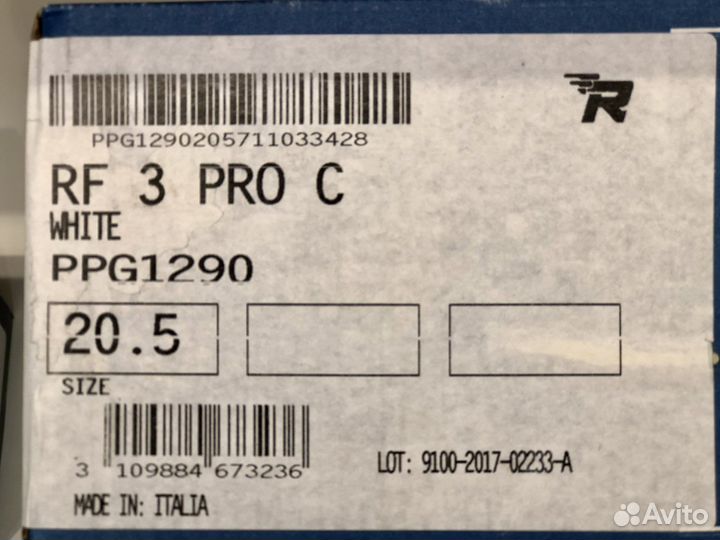 R
PPG1290205711033428
RF 3 PRO C
WHITE
PPG1290
20.5
SIZE
3 109884 673236
LOT: 9100-2017-02233-A
MADE IN: ITALIA
Avito